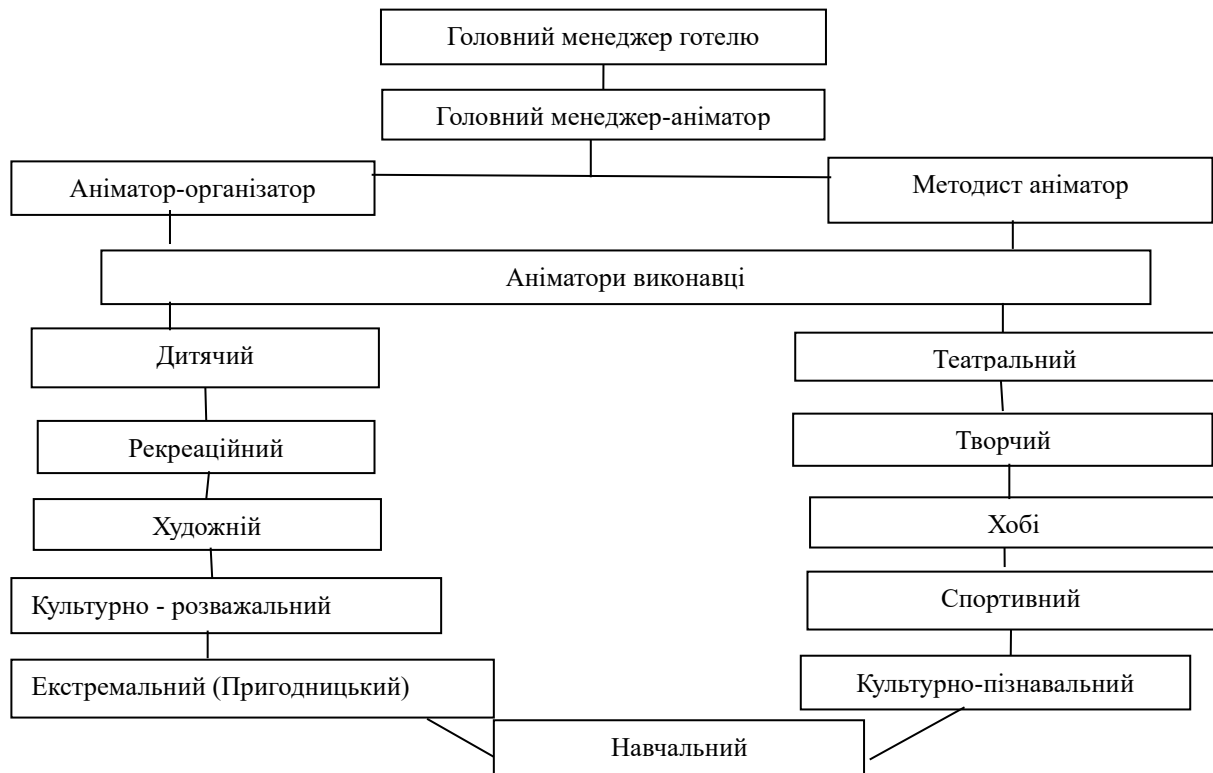 Головний менеджер готелю
Головний менеджер-аніматор
Аніматор-організатор
Методист аніматор
Аніматори виконавці
Дитячий
Театральний
Рекреаційний
Творчий
Художній
Хобі
Культурно - розважальний
Спортивний
Екстремальний (Пригодницький)
Культурно-пізнавальний
Навчальний